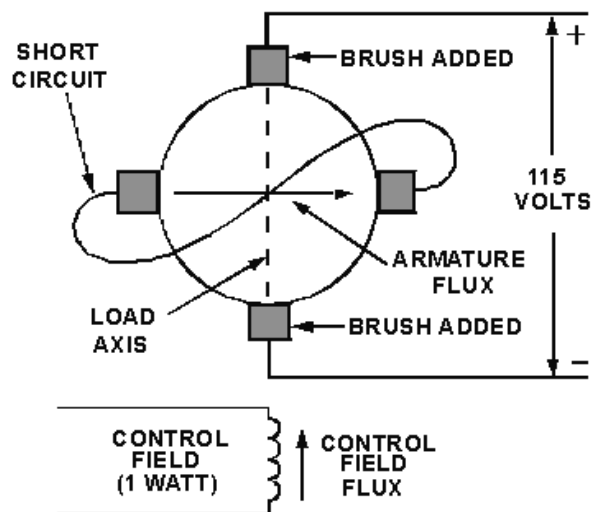 SHORT
CIRCUIT
BRUSH ADDED
+
115
VOLTS
ARMATURE
FLUX
LOAD
AXIS
BRUSH ADDED
−
CONTROL
FIELD
(1 WATT)
CONTROL
FIELD
FLUX